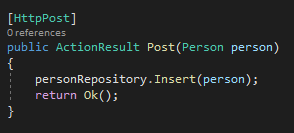 [HttpPost]
0 references
public ActionResult Post(Person person)
{
personRepository.Insert(person);
return Ok();
}